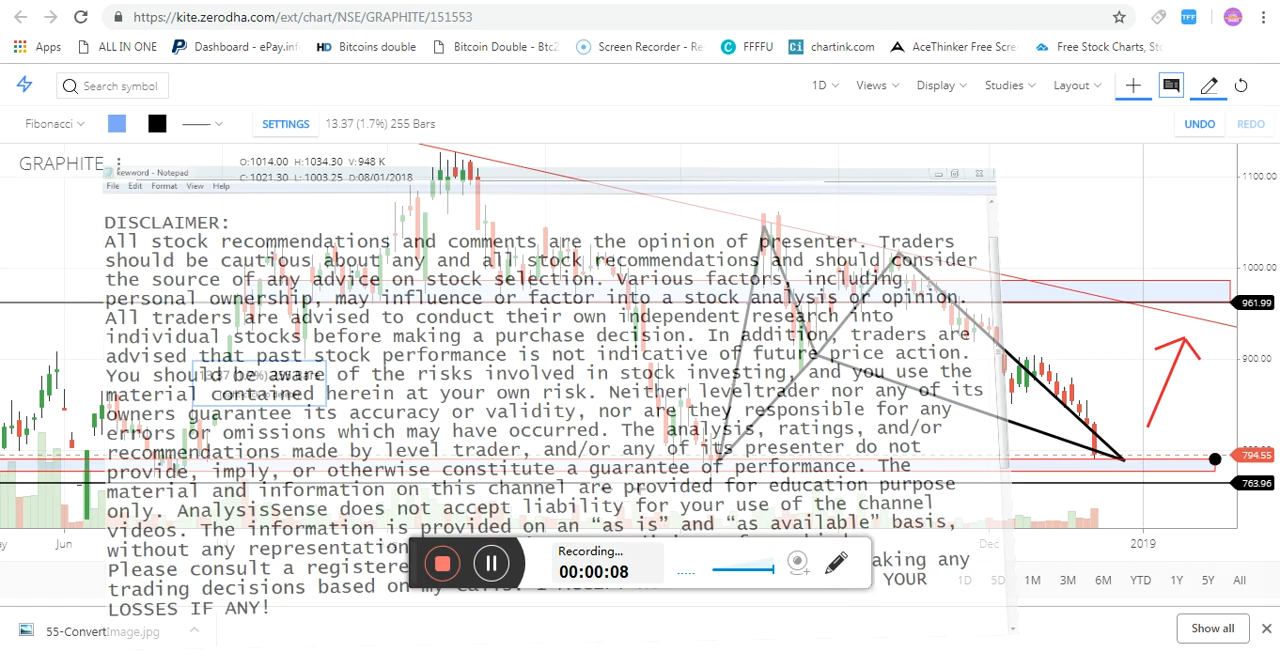 https://kite.zerodha.com/ext/chart/NSE/GRAPHITE/151553
Apps ALL IN ONE Dashboard - ePay.inf Bitcoins double Bitcoin Double - Btc2 Screen Recorder - Re FFFFU chartink.com AceThinker Free Scre Free Stock Charts, Sto
Search symbol 1D Views Display Studies Layout
Fibonacci SETTINGS 13.37 (1.7%) 255 Bars UNDO REDO
GRAPHITE
O:1014.00 H:1034.30 V:948 K
C:1021.30 L:1003.25 D:08/01/2018
kewword - Notepad
File Edit Format View Help
1100.00
1000.00
961.99
900.00
794.55
763.96
DISCLAIMER:
All stock recommendations and comments are the opinion of presenter. Traders
should be cautious about any and all stock recommendations and should consider
the source of any advice on stock selection. Various factors, including
personal ownership, may influence or factor into a stock analysis or opinion.
All traders are advised to conduct their own independent research into
individual stocks before making a purchase decision. In addition, traders are
advised that past stock performance is not indicative of future price action.
You should be aware of the risks involved in stock investing, and you use the
material contained herein at your own risk. Neither leveltrader nor any of its
owners guarantee its accuracy or validity, nor are they responsible for any
errors or omissions which may have occurred. The analysis, ratings, and/or
recommendations made by level trader, and/or any of its presenter do not
provide, imply, or otherwise constitute a guarantee of performance. The
material and information on this channel are provided for education purpose
only. AnalysisSense does not accept liability for your use of the channel
videos. The information is provided on an “as is” and “as available” basis,
without any representation
Please consult a registere aking any
trading decisions based on my YOUR
LOSSES IF ANY!
Jun Dec 2019
Recording...
00:00:08
1D 5D 1M 3M 6M YTD 1Y 5Y All
55-ConvertImage.jpg Show all